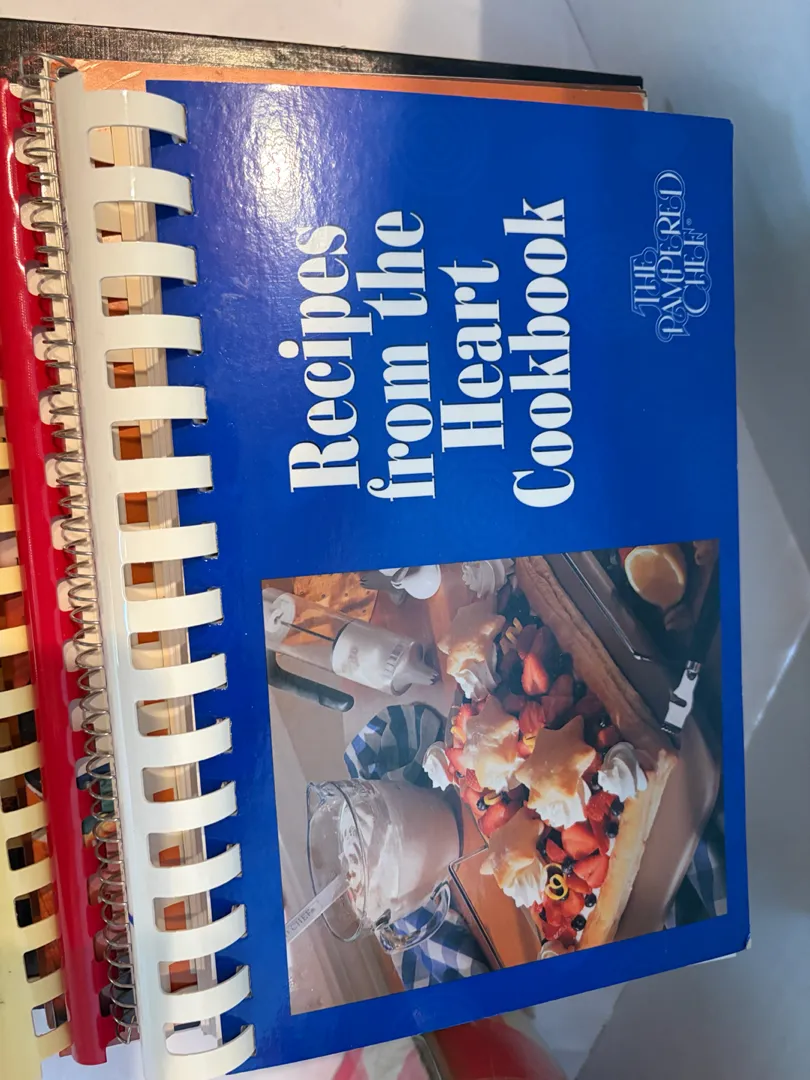 Recipes
from the
Heart
Cookbook
THE
PAMPERED
CHEF®